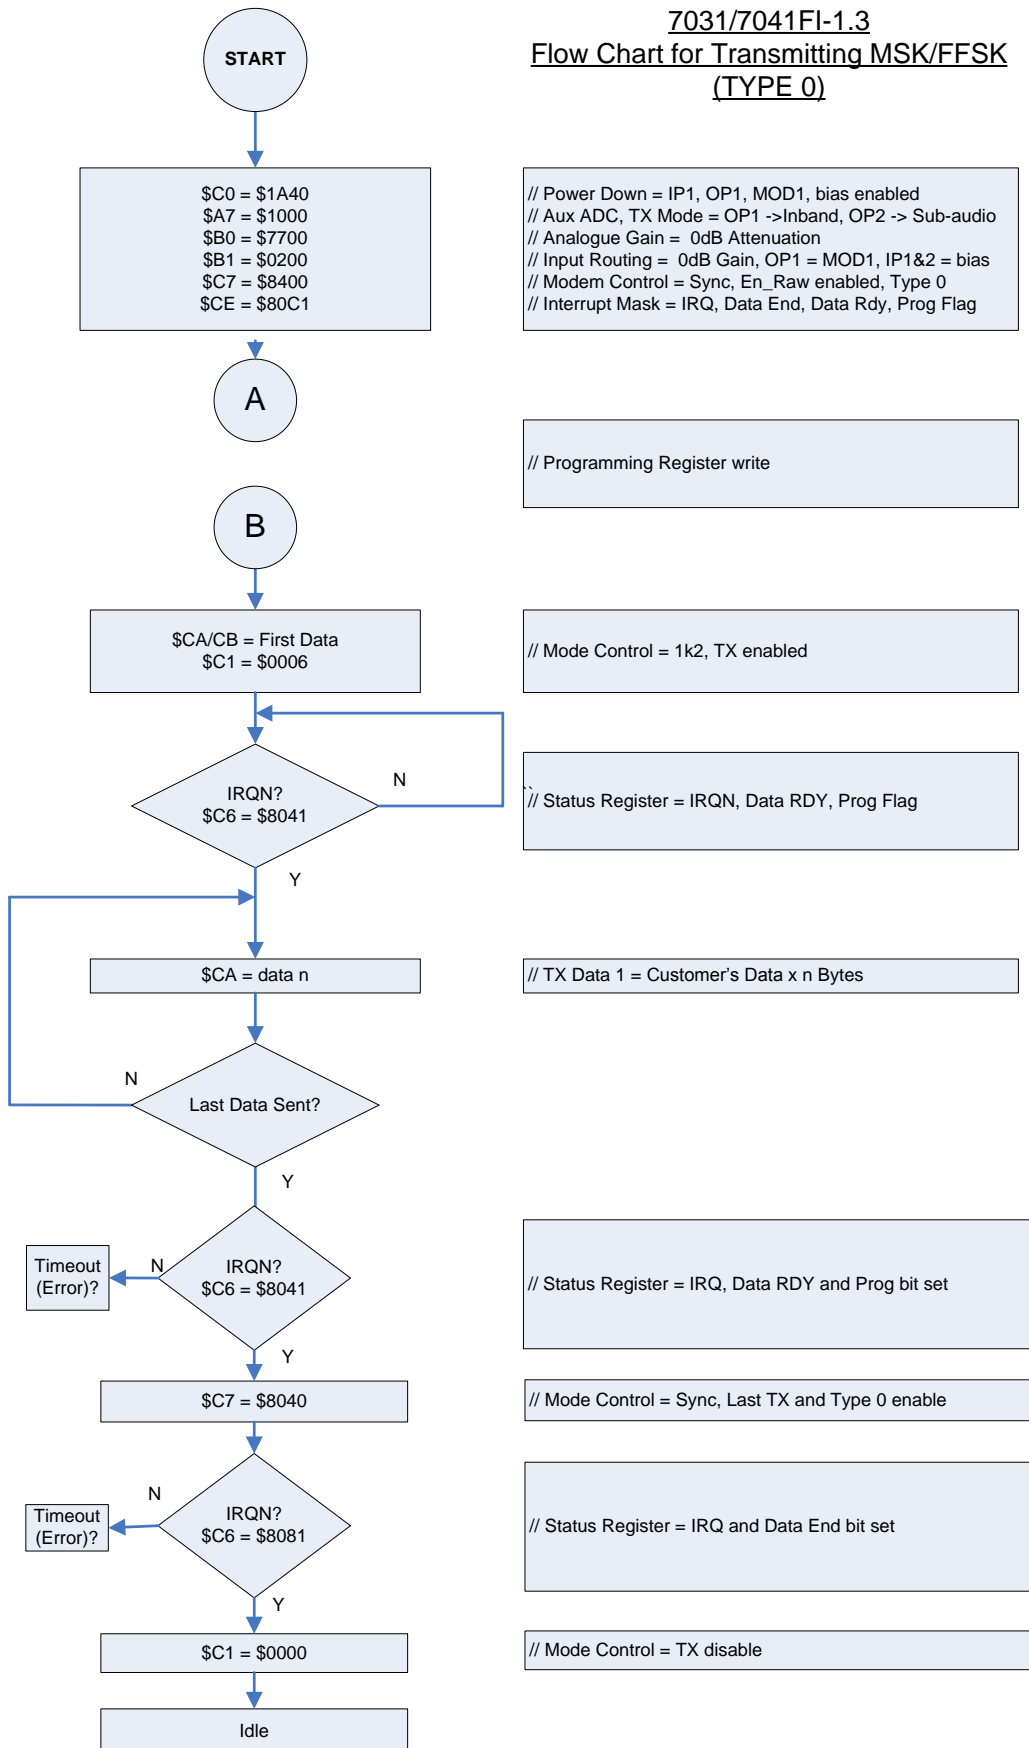 7031/7041FI-1.3
Flow Chart for Transmitting MSK/FFSK
(TYPE 0)
START
$C0 = $1A40
$A7 = $1000
$B0 = $7700
$B1 = $0200
$C7 = $8400
$CE = $80C1
// Power Down = IP1, OP1, MOD1, bias enabled
// Aux ADC, TX Mode = OP1 ->Inband, OP2 -> Sub-audio
// Analogue Gain =  0dB Attenuation
// Input Routing =  0dB Gain, OP1 = MOD1, IP1&2 = bias
// Modem Control = Sync, En_Raw enabled, Type 0
// Interrupt Mask = IRQ, Data End, Data Rdy, Prog Flag
A
// Programming Register write
B
$CA/CB = First Data
$C1 = $0006
// Mode Control = 1k2, TX enabled
IRQN?
$C6 = $8041
N
Y
``
// Status Register = IRQN, Data RDY, Prog Flag
$CA = data n
// TX Data 1 = Customer's Data x n Bytes
N
Last Data Sent?
Y
Timeout
(Error)?
N
IRQN?
$C6 = $8041
Y
// Status Register = IRQ, Data RDY and Prog bit set
$C7 = $8040
// Mode Control = Sync, Last TX and Type 0 enable
N
Timeout
(Error)?
IRQN?
$C6 = $8081
Y
// Status Register = IRQ and Data End bit set
$C1 = $0000
// Mode Control = TX disable
Idle